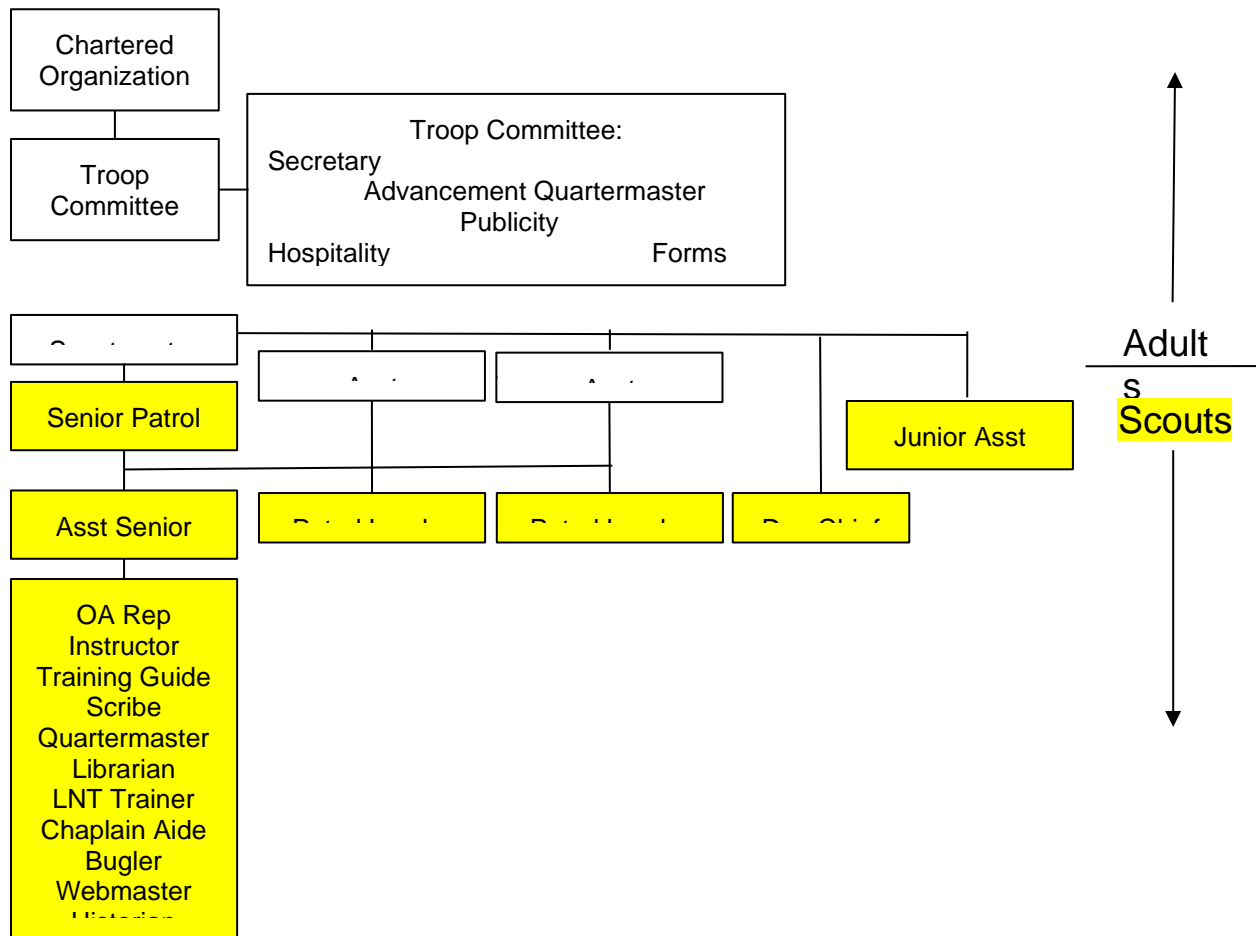 Chartered
Organization
Troop
Committee
Troop Committee:
Secretary
Advancement Quartermaster
Publicity
Hospitality Forms
Adult
s
Scouts
Senior Patrol
Junior Asst
Asst Senior
OA Rep
Instructor
Training Guide
Scribe
Quartermaster
Librarian
LNT Trainer
Chaplain Aide
Bugler
Webmaster
Historian